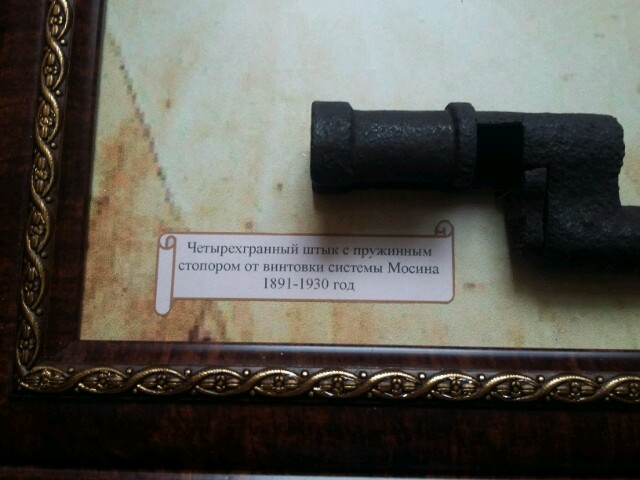 Четырехгранный штык с пружинным
стопором от винтовки системы Мосина
1891-1930 год